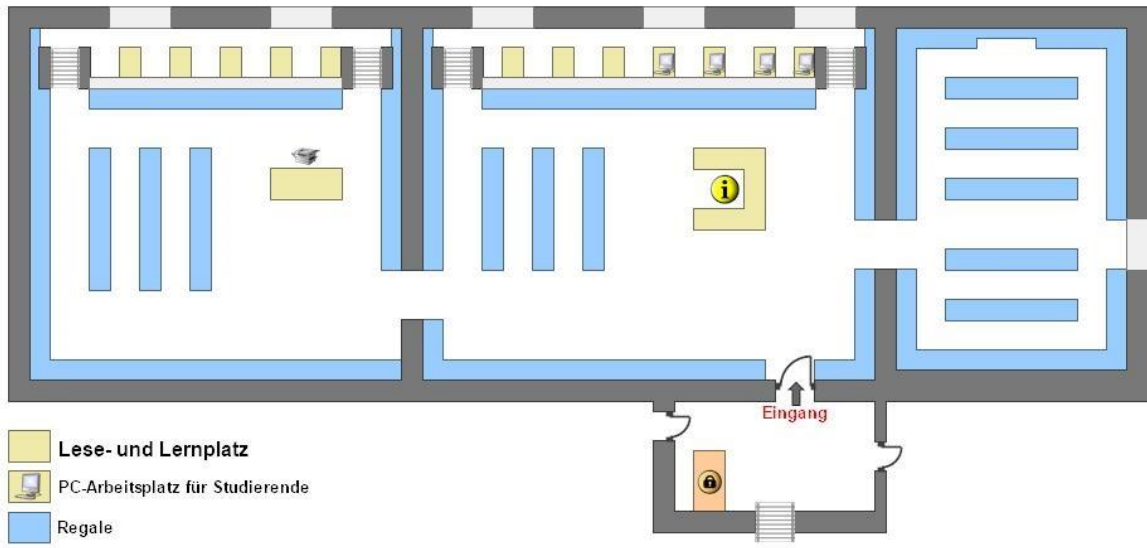 i
Eingang
Lese- und Lernplatz
PC-Arbeitsplatz für Studierende
Regale